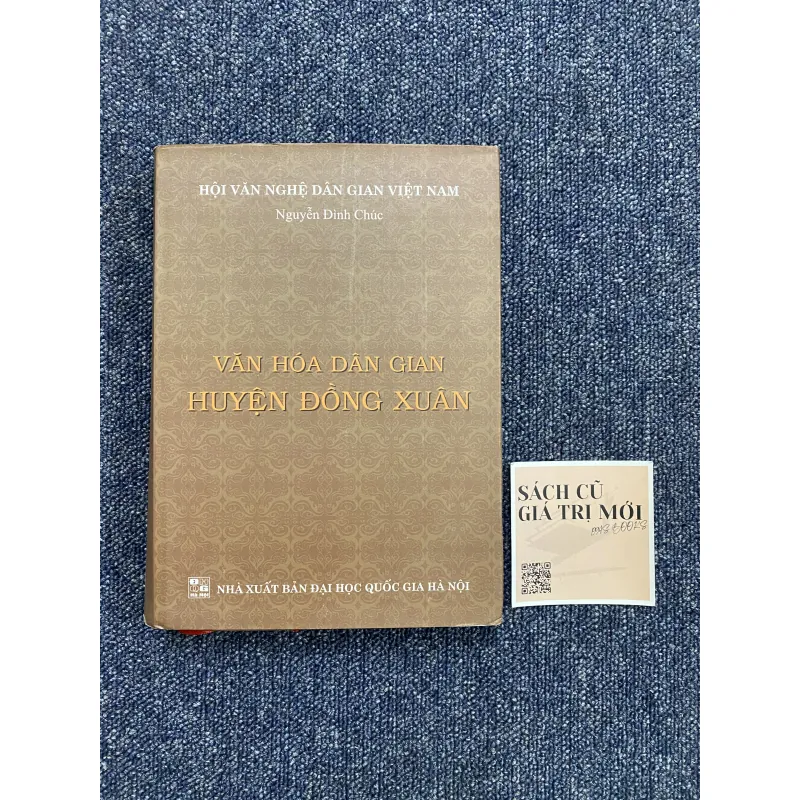 HỘI VĂN NGHỆ DÂN GIAN VIỆT NAM
Nguyễn Đình Chúc
VĂN HÓA DÂN GIAN
HUYỆN ĐỒNG XUÂN
NHÀ XUẤT BẢN ĐẠI HỌC QUỐC GIA HÀ NỘI
SÁCH CŨ
GIÁ TRỊ MỚI